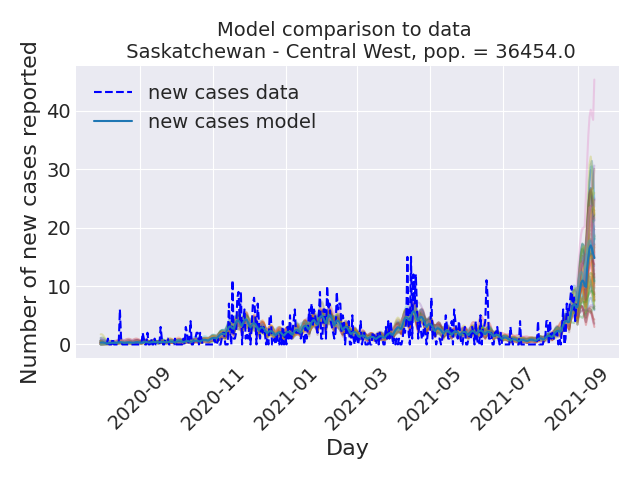 Model comparison to data
Saskatchewan - Central West, pop. = 36454.0
Number of new cases reported
new cases data
new cases model
40
30
20
10
0
2020-09
2020-11
2021-01
2021-03
2021-05
2021-07
2021-09
Day